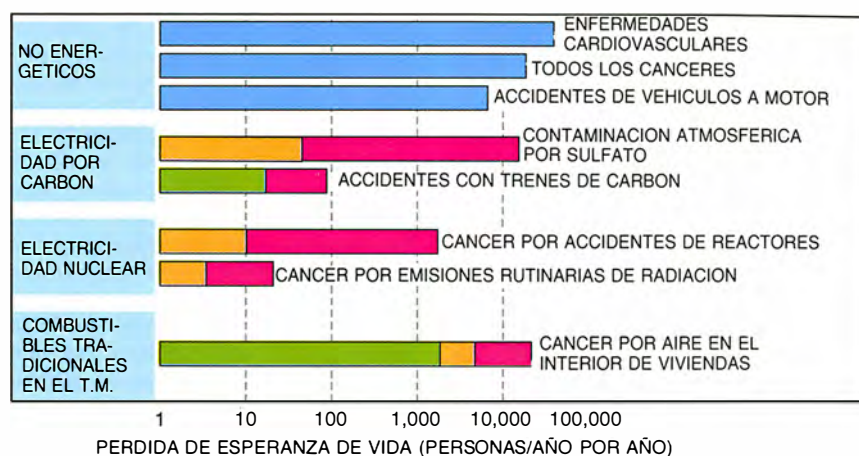 NO ENER-
GETICOS
ENFERMEDADES
CARDIOVASCULARES
TODOS LOS CANCERES
ACCIDENTES DE VEHICULOS A MOTOR
ELECTRICI-
DAD POR
CARBON
CONTAMINACION ATMOSFERICA
POR SULFATO
ACCIDENTES CON TRENES DE CARBON
ELECTRICI-
DAD NUCLEAR
CANCER POR ACCIDENTES DE REACTORES
CANCER POR EMISIONES RUTINARIAS DE RADIACION
COMBUSTI-
BLES TRA-
DICIONALES
EN EL T.M.
CANCER POR AIRE EN EL
INTERIOR DE VIVIENDAS
1 10 100 1,000 10,000 100,000
PERDIDA DE ESPERANZA DE VIDA (PERSONAS/AÑO POR AÑO)